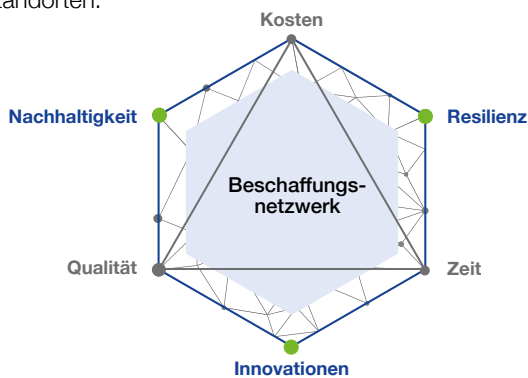 tandorten.
Kosten
Nachhaltigkeit
Resilienz
Beschaffungs-
netzwerk
Qualität
Zeit
Innovationen